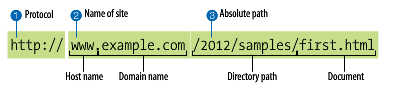 1 Protocol 2 Name of site 3 Absolute path
http:// www.example.com /2012/samples/first.html
Host name Domain name Directory path Document